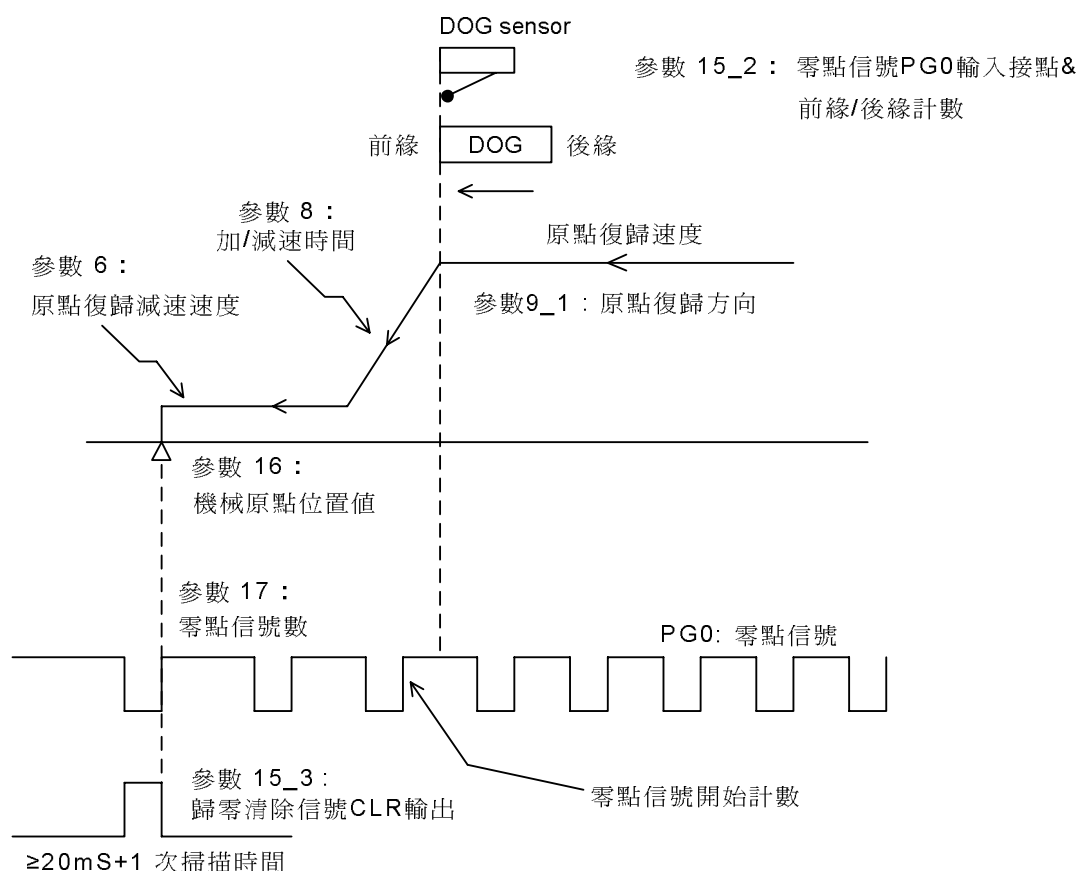 DOG sensor
參數 15_2： 零點信號PG0輸入接點&
前緣/後緣計數
前緣
DOG
後緣
參數 8：
加/減速時間
原點復歸速度
參數 6：
原點復歸減速速度
參數9_1：原點復歸方向
參數 16：
機械原點位置值
參數 17：
零點信號數
PG0: 零點信號
參數 15_3：
歸零清除信號CLR輸出
零點信號開始計數
≥20mS+1 次掃描時間